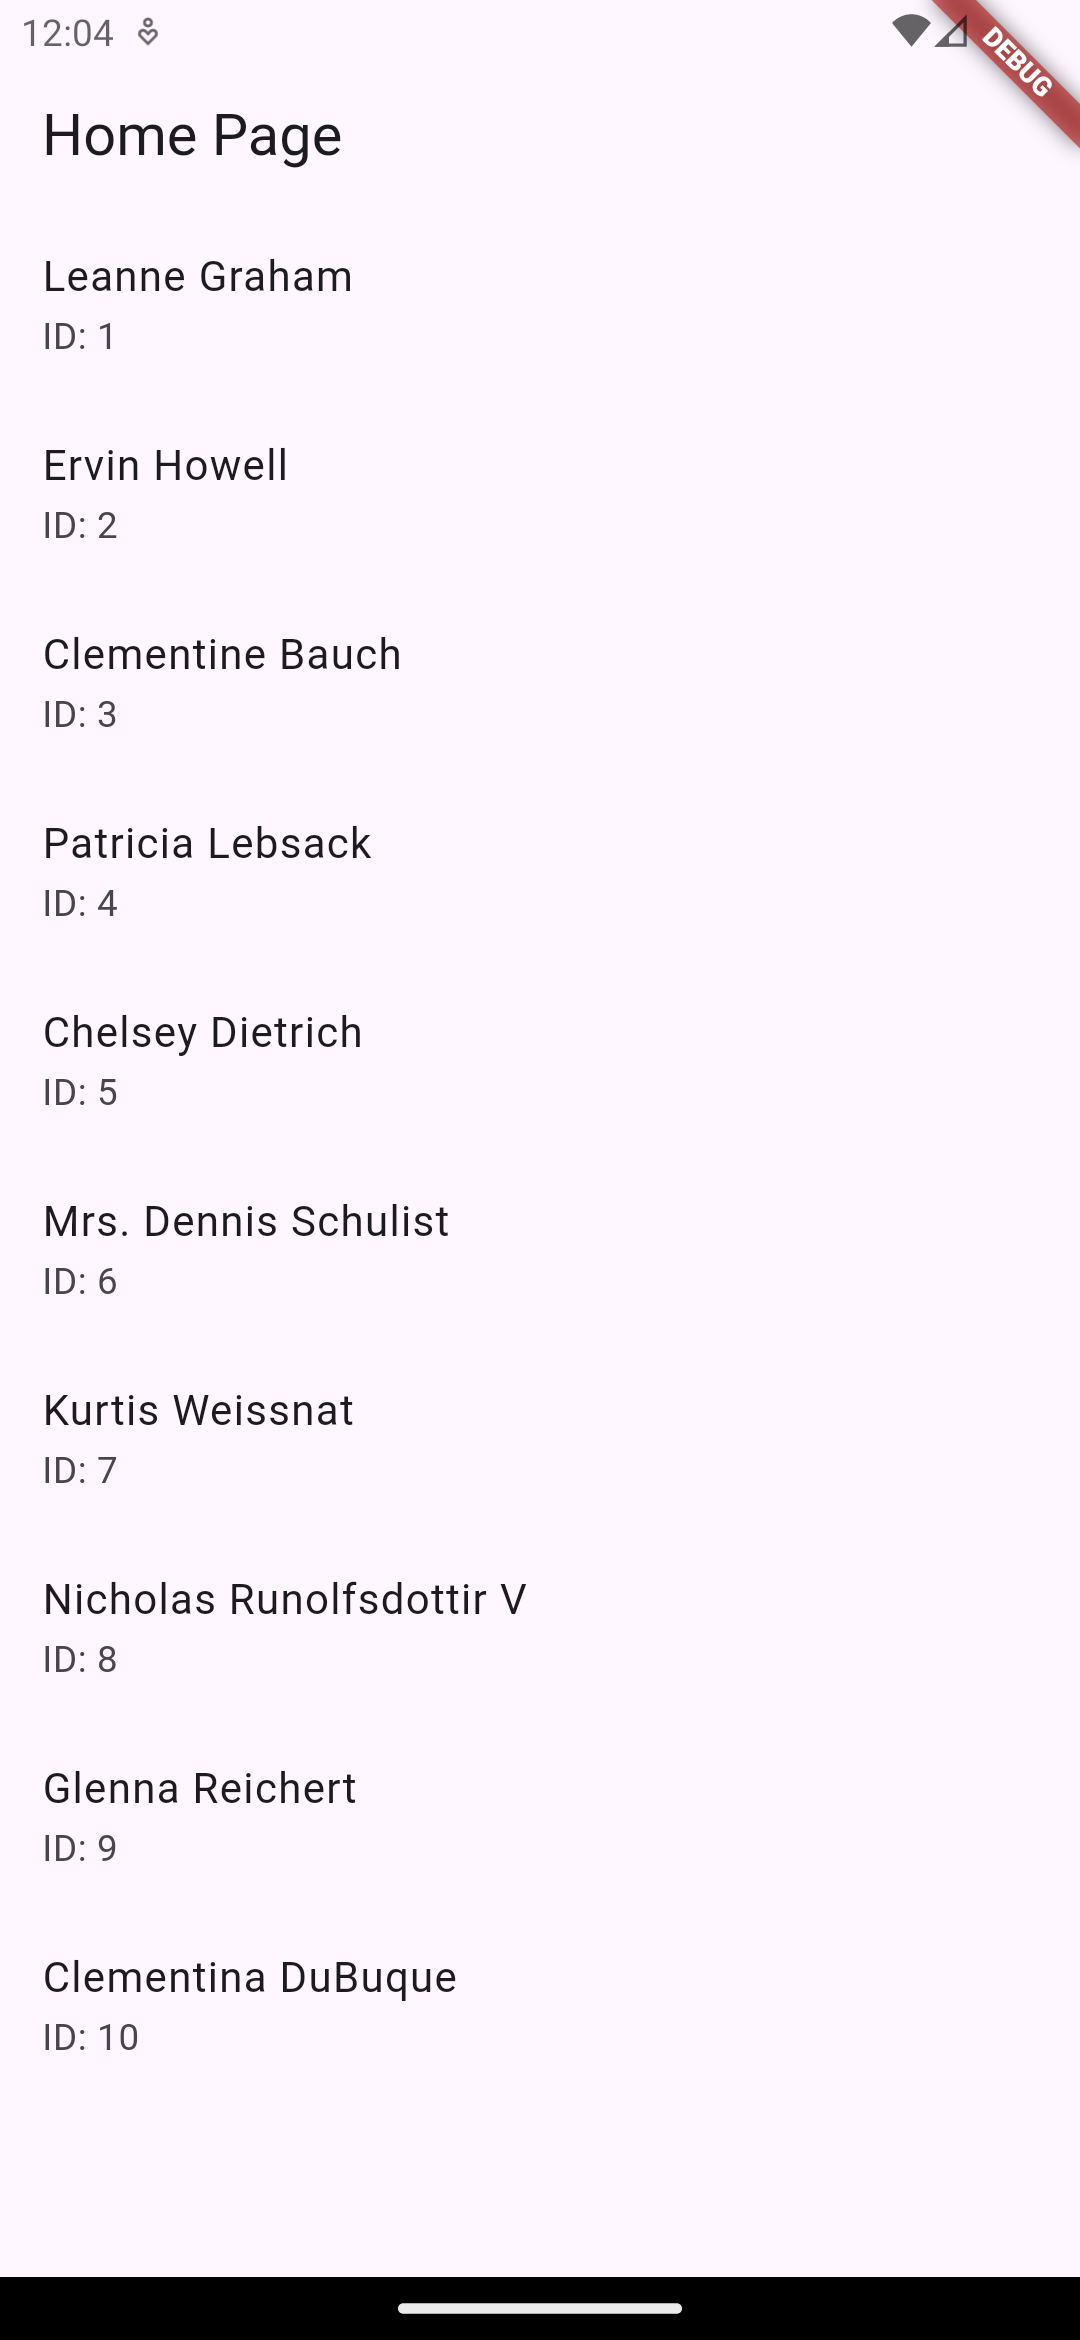 12:04
DEBUG
Home Page
Leanne Graham
ID: 1
Ervin Howell
ID: 2
Clementine Bauch
ID: 3
Patricia Lebsack
ID: 4
Chelsey Dietrich
ID: 5
Mrs. Dennis Schulist
ID: 6
Kurtis Weissnat
ID: 7
Nicholas Runolfsdottir V
ID: 8
Glenna Reichert
ID: 9
Clementina DuBuque
ID: 10